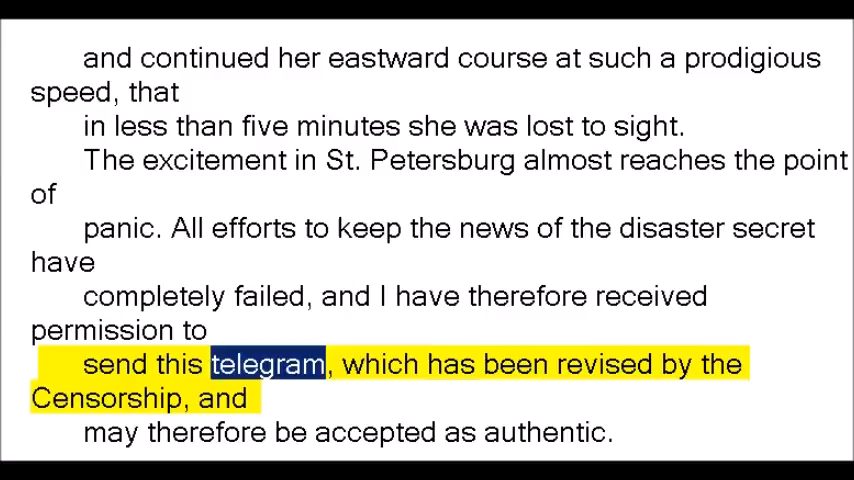 and continued her eastward course at such a prodigious
speed, that
in less than five minutes she was lost to sight.
The excitement in St. Petersburg almost reaches the point
of
panic. All efforts to keep the news of the disaster secret
have
completely failed, and I have therefore received
permission to
send this telegram, which has been revised by the
Censorship, and
may therefore be accepted as authentic.